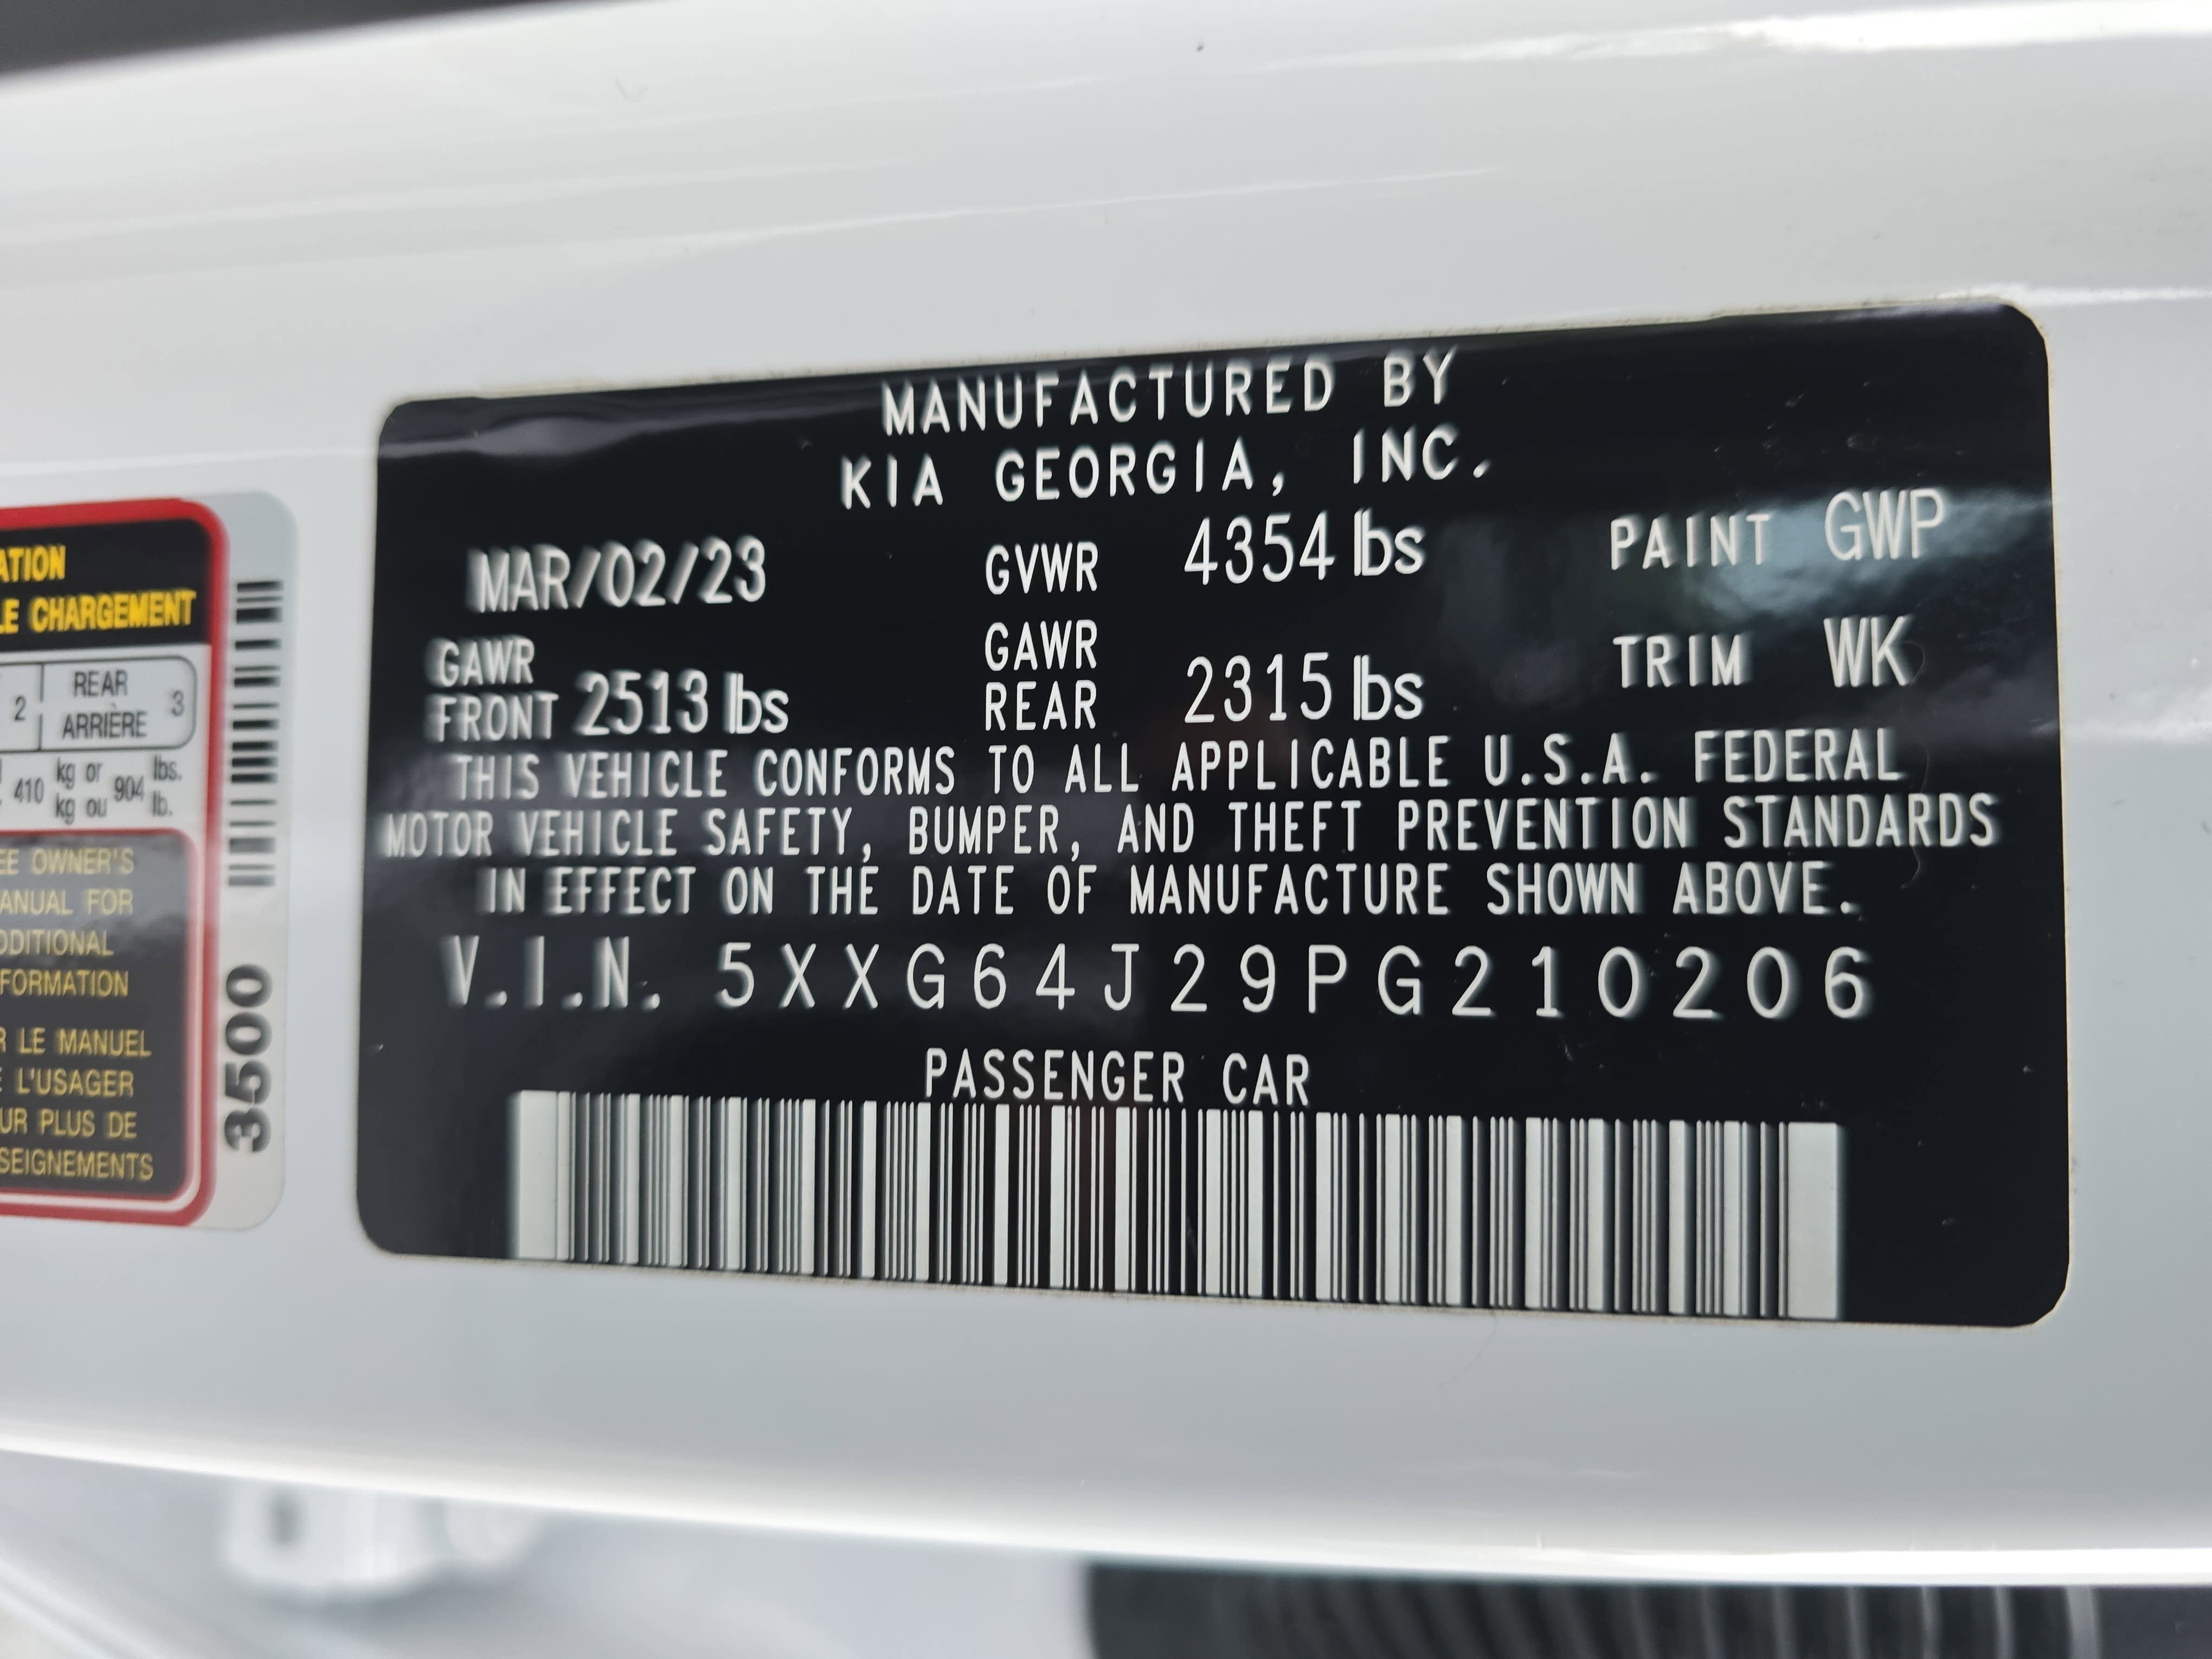 MANUFACTURED BY
KIA GEORGIA, INC.
MAR/02/23 GVWR 4354 lbs PAINT GWP
GAWR FRONT 2513 lbs GAWR REAR 2315 lbs TRIM WK
THIS VEHICLE CONFORMS TO ALL APPLICABLE U.S.A. FEDERAL
MOTOR VEHICLE SAFETY, BUMPER, AND THEFT PREVENTION STANDARDS
IN EFFECT ON THE DATE OF MANUFACTURE SHOWN ABOVE.
V.I.N. 5XXG64J29PG210206
PASSENGER CAR
ATION
LE CHARGEMENT
2 REAR ARRIÈRE 3
410 kg or kg ou 904 lbs. lb.
EE OWNER'S
ANUAL FOR
DDITIONAL
FORMATION
R LE MANUEL
E L'USAGER
UR PLUS DE
SEIGNEMENTS
3500